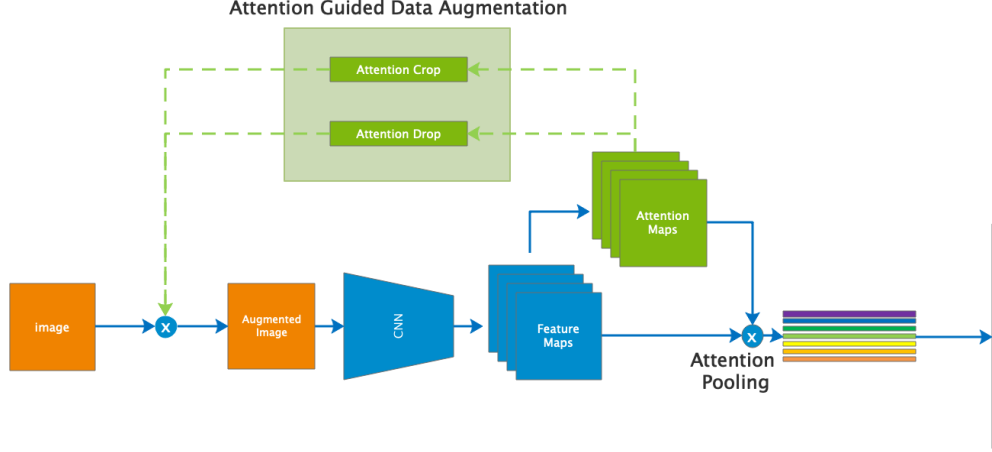 Attention Guided Data Augmentation
Attention Crop
Attention Drop
Attention
Maps
image
x
Augmented
Image
CNN
Feature
Maps
x
Attention
Pooling